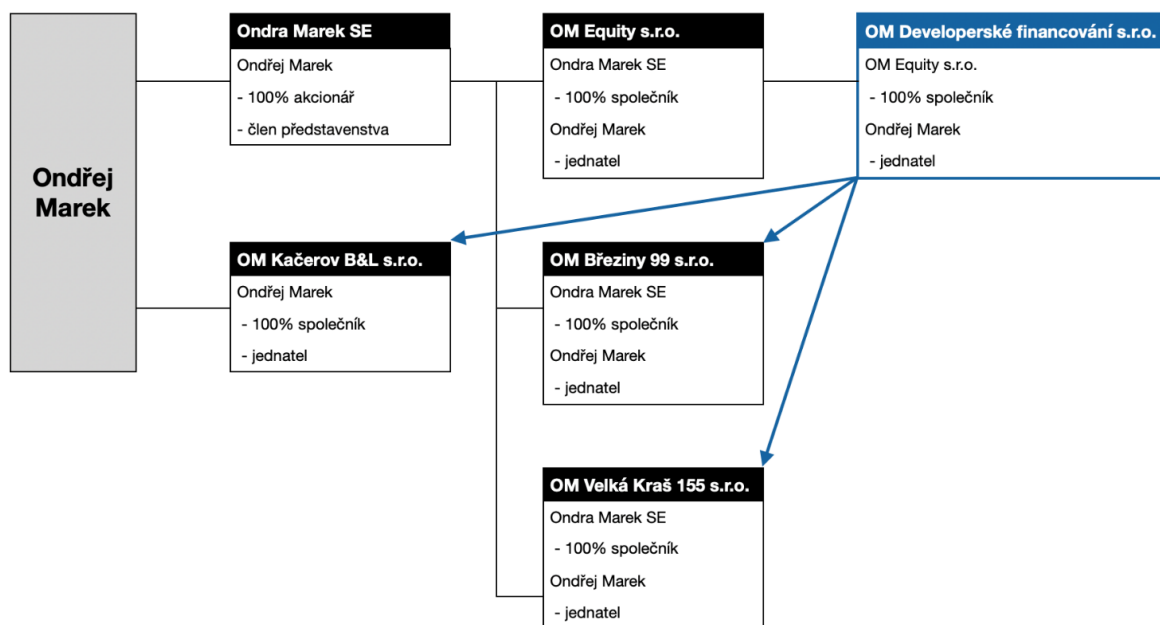 Ondřej
Marek
Ondra Marek SE
Ondřej Marek
- 100% akcionář
- člen představenstva
OM Equity s.r.o.
Ondra Marek SE
- 100% společník
Ondřej Marek
- jednatel
OM Developerské financování s.r.o.
OM Equity s.r.o.
- 100% společník
Ondřej Marek
- jednatel
OM Kačerov B&L s.r.o.
Ondřej Marek
- 100% společník
- jednatel
OM Březiny 99 s.r.o.
Ondra Marek SE
- 100% společník
Ondřej Marek
- jednatel
OM Velká Kraš 155 s.r.o.
Ondra Marek SE
- 100% společník
Ondřej Marek
- jednatel